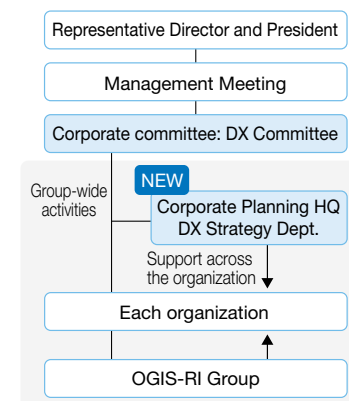 Representative Director and President
Management Meeting
Corporate committee: DX Committee
Group-wide
activities
NEW
Corporate Planning HQ
DX Strategy Dept.
Support across
the organization
Each organization
OGIS-RI Group